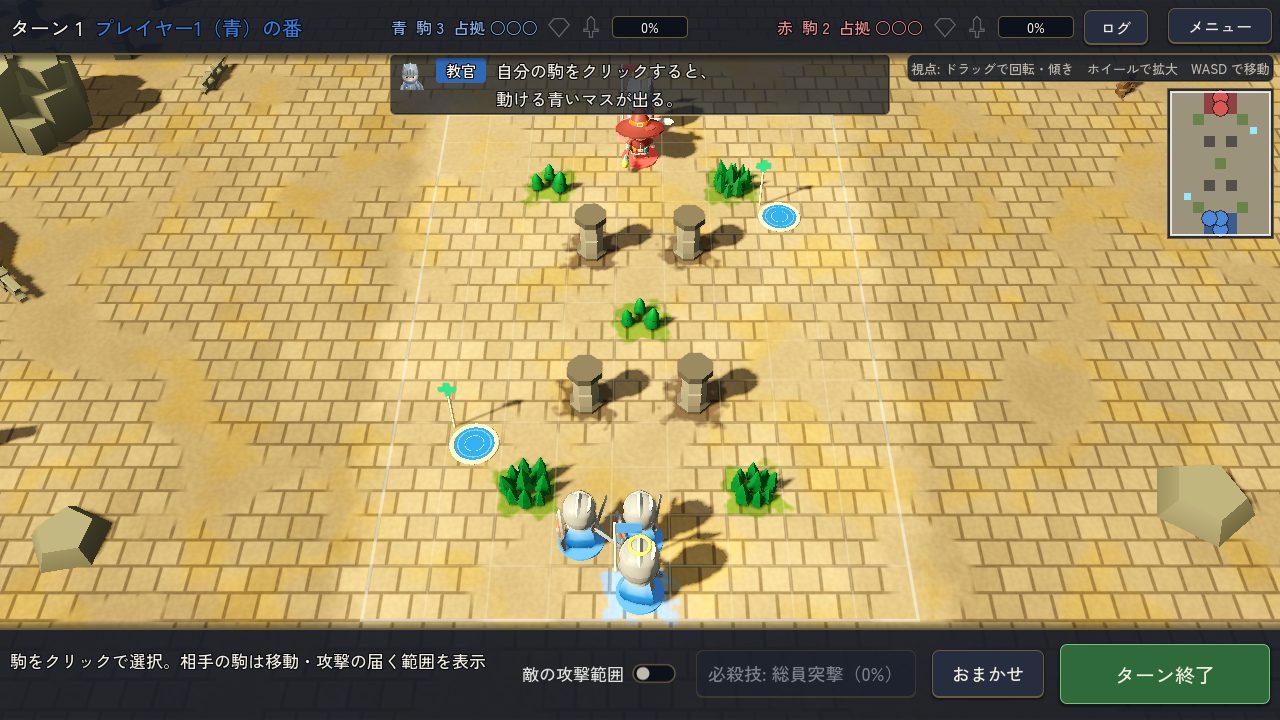 ターン 1 プレイヤー1（青）の番
青 駒 3 占拠 〇〇〇 0%
赤 駒 2 占拠 〇〇〇 0%
ログ
メニュー
教官 自分の駒をクリックすると、
動ける青いマスが出る。
視点: ドラッグで回転・傾き ホイールで拡大 WASD で移動
駒をクリックで選択。相手の駒は移動・攻撃の届く範囲を表示
敵の攻撃範囲
必殺技: 総員突撃（0%）
おまかせ
ターン終了